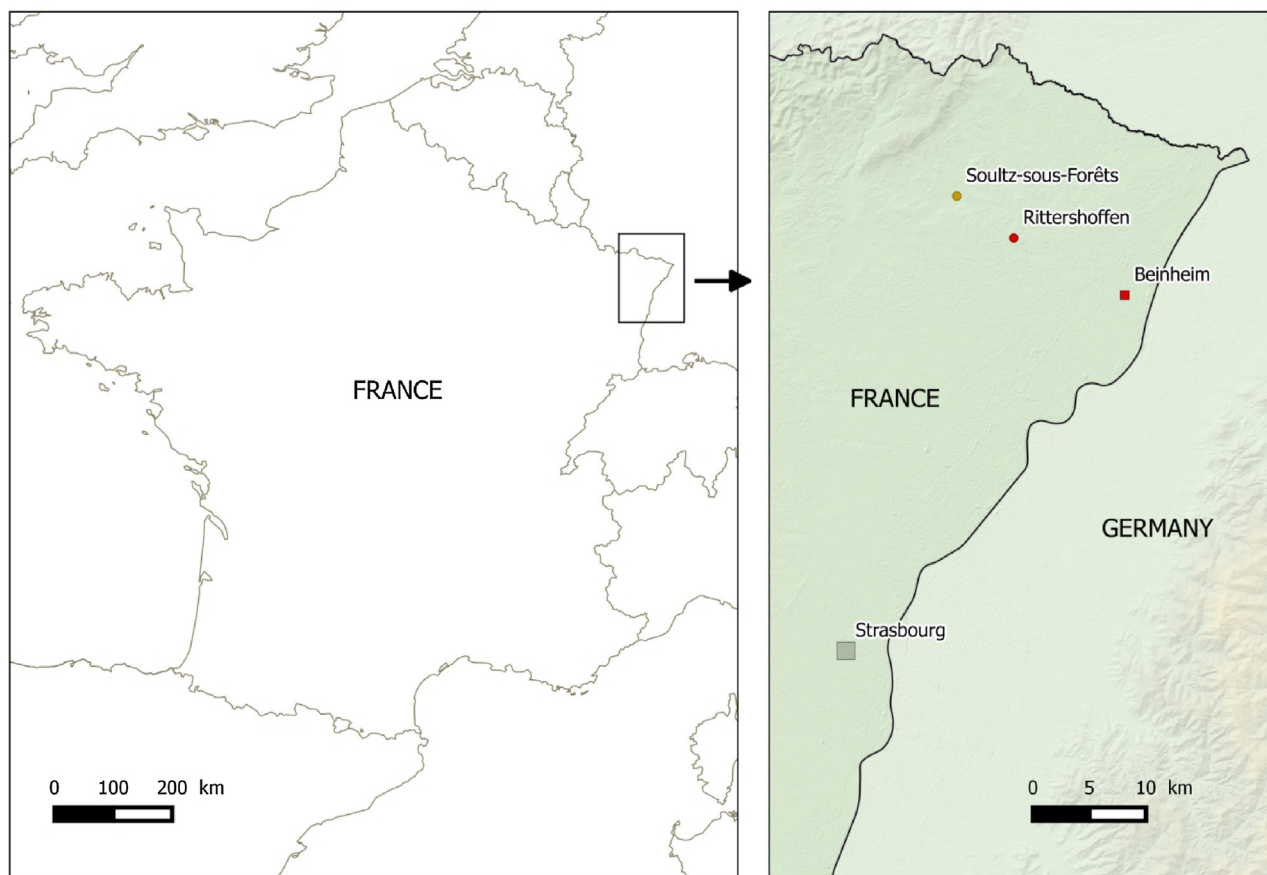 FRANCE
0 100 200 km
Soultz-sous-Forêts
Rittershoffen
Beinheim
FRANCE
GERMANY
Strasbourg
0 5 10 km